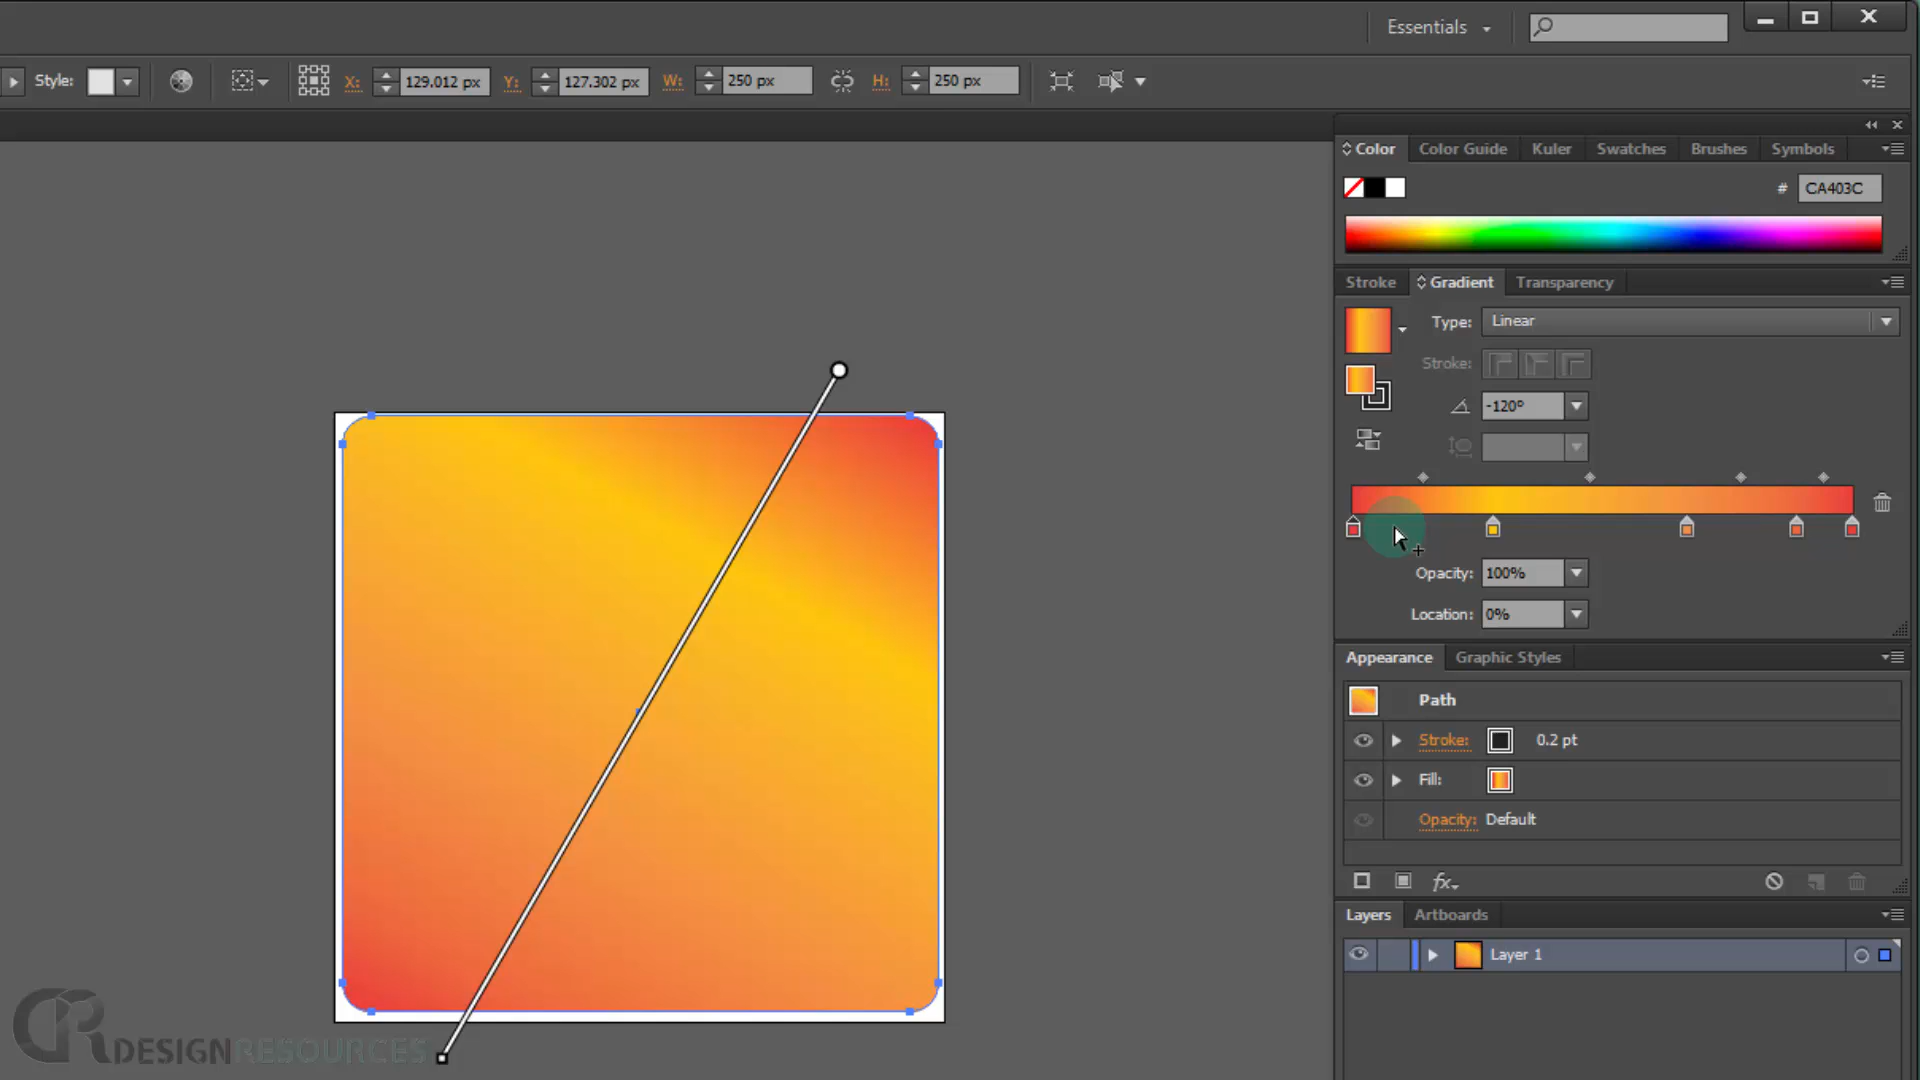 Essentials
Style: X: 129.012 px Y: 127.302 px W: 250 px H: 250 px
Color Color Guide Kuler Swatches Brushes Symbols
# CA403C
Stroke Gradient Transparency
Type: Linear
Stroke:
-120°
Opacity: 100%
Location: 0%
Appearance Graphic Styles
Path
Stroke: 0.2 pt
Fill:
Opacity: Default
fx
Layers Artboards
Layer 1
DR DESIGNRESOURCES